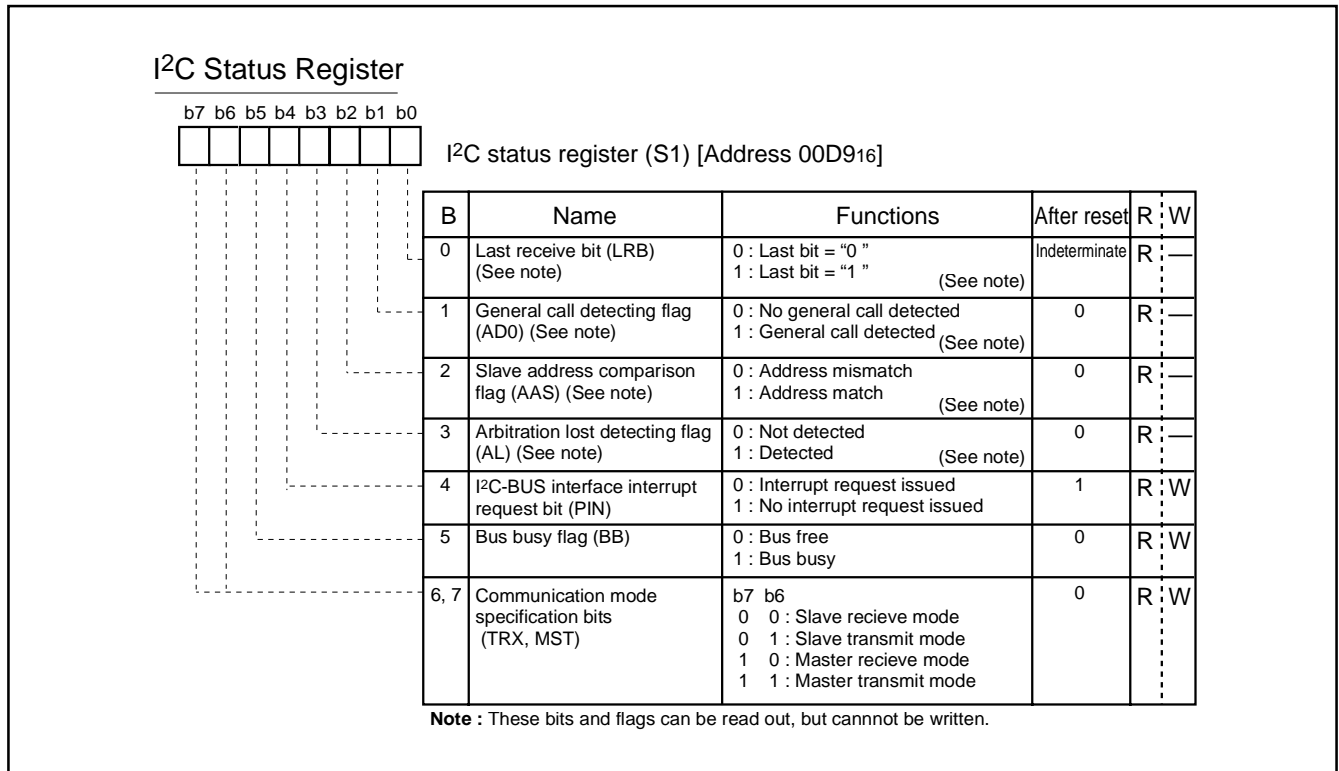 I2C Status Register
b7 b6 b5 b4 b3 b2 b1 b0
I2C status register (S1) [Address 00D916]
B Name Functions After reset R W
0 Last receive bit (LRB) 0 : Last bit = “0 ” Indeterminate R —
(See note) 1 : Last bit = “1 ” (See note)
1 General call detecting flag 0 : No general call detected 0 R —
(AD0) (See note) 1 : General call detected (See note)
2 Slave address comparison 0 : Address mismatch 0 R —
flag (AAS) (See note) 1 : Address match (See note)
3 Arbitration lost detecting flag 0 : Not detected 0 R —
(AL) (See note) 1 : Detected (See note)
4 I2C-BUS interface interrupt 0 : Interrupt request issued 1 R W
request bit (PIN) 1 : No interrupt request issued
5 Bus busy flag (BB) 0 : Bus free 0 R W
1 : Bus busy
6, 7 Communication mode b7 b6 0 R W
specification bits 0 0 : Slave recieve mode
(TRX, MST) 0 1 : Slave transmit mode
1 0 : Master recieve mode
1 1 : Master transmit mode
Note : These bits and flags can be read out, but cannnot be written.